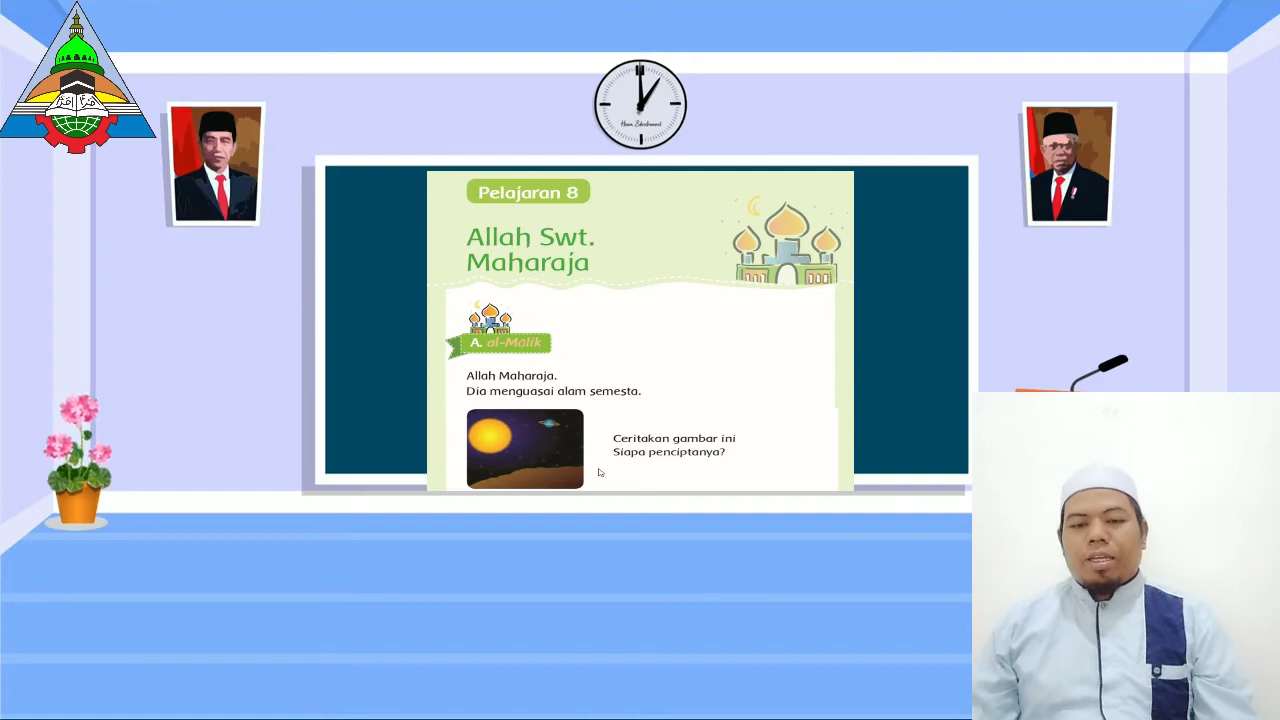 Pelajaran 8
Allah Swt.
Maharaja
A. al-Malik
Allah Maharaja.
Dia menguasai alam semesta.
Ceritakan gambar ini
Siapa penciptanya?